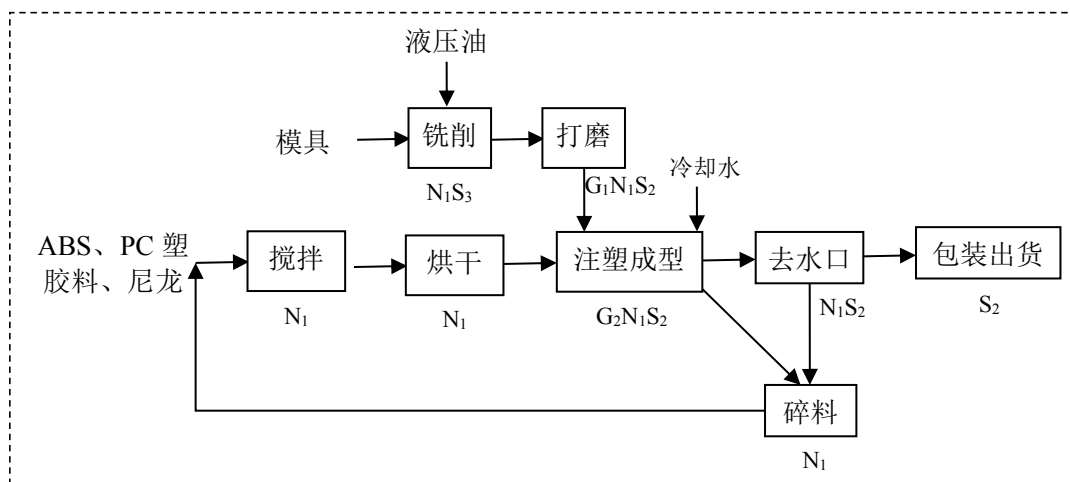 液压油
模具
铣削
打磨
N₁S₃
G₁N₁S₂
冷却水
ABS、PC 塑
胶料、尼龙
搅拌
烘干
注塑成型
去水口
包装出货
N₁
N₁
G₂N₁S₂
N₁S₂
S₂
碎料
N₁